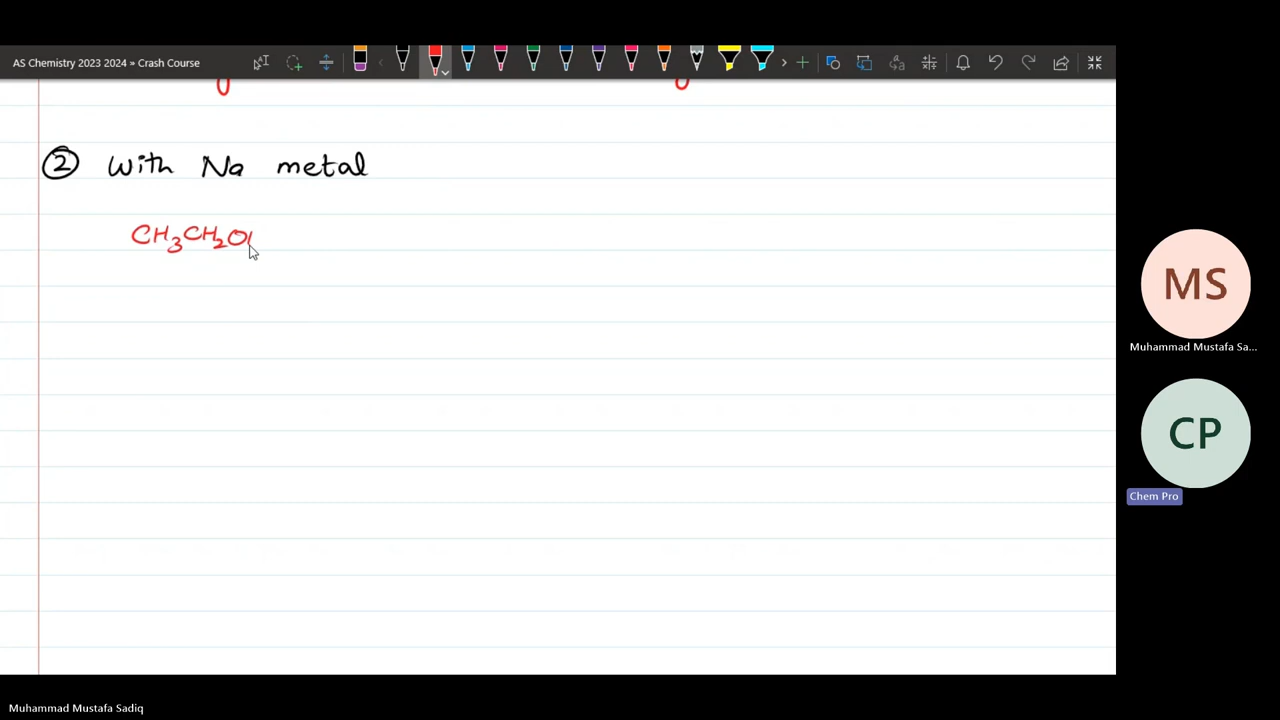 AS Chemistry 2023 2024 » Crash Course
② With Na metal
CH₃CH₂O
MS
Muhammad Mustafa Sa...
CP
Chem Pro
Muhammad Mustafa Sadiq